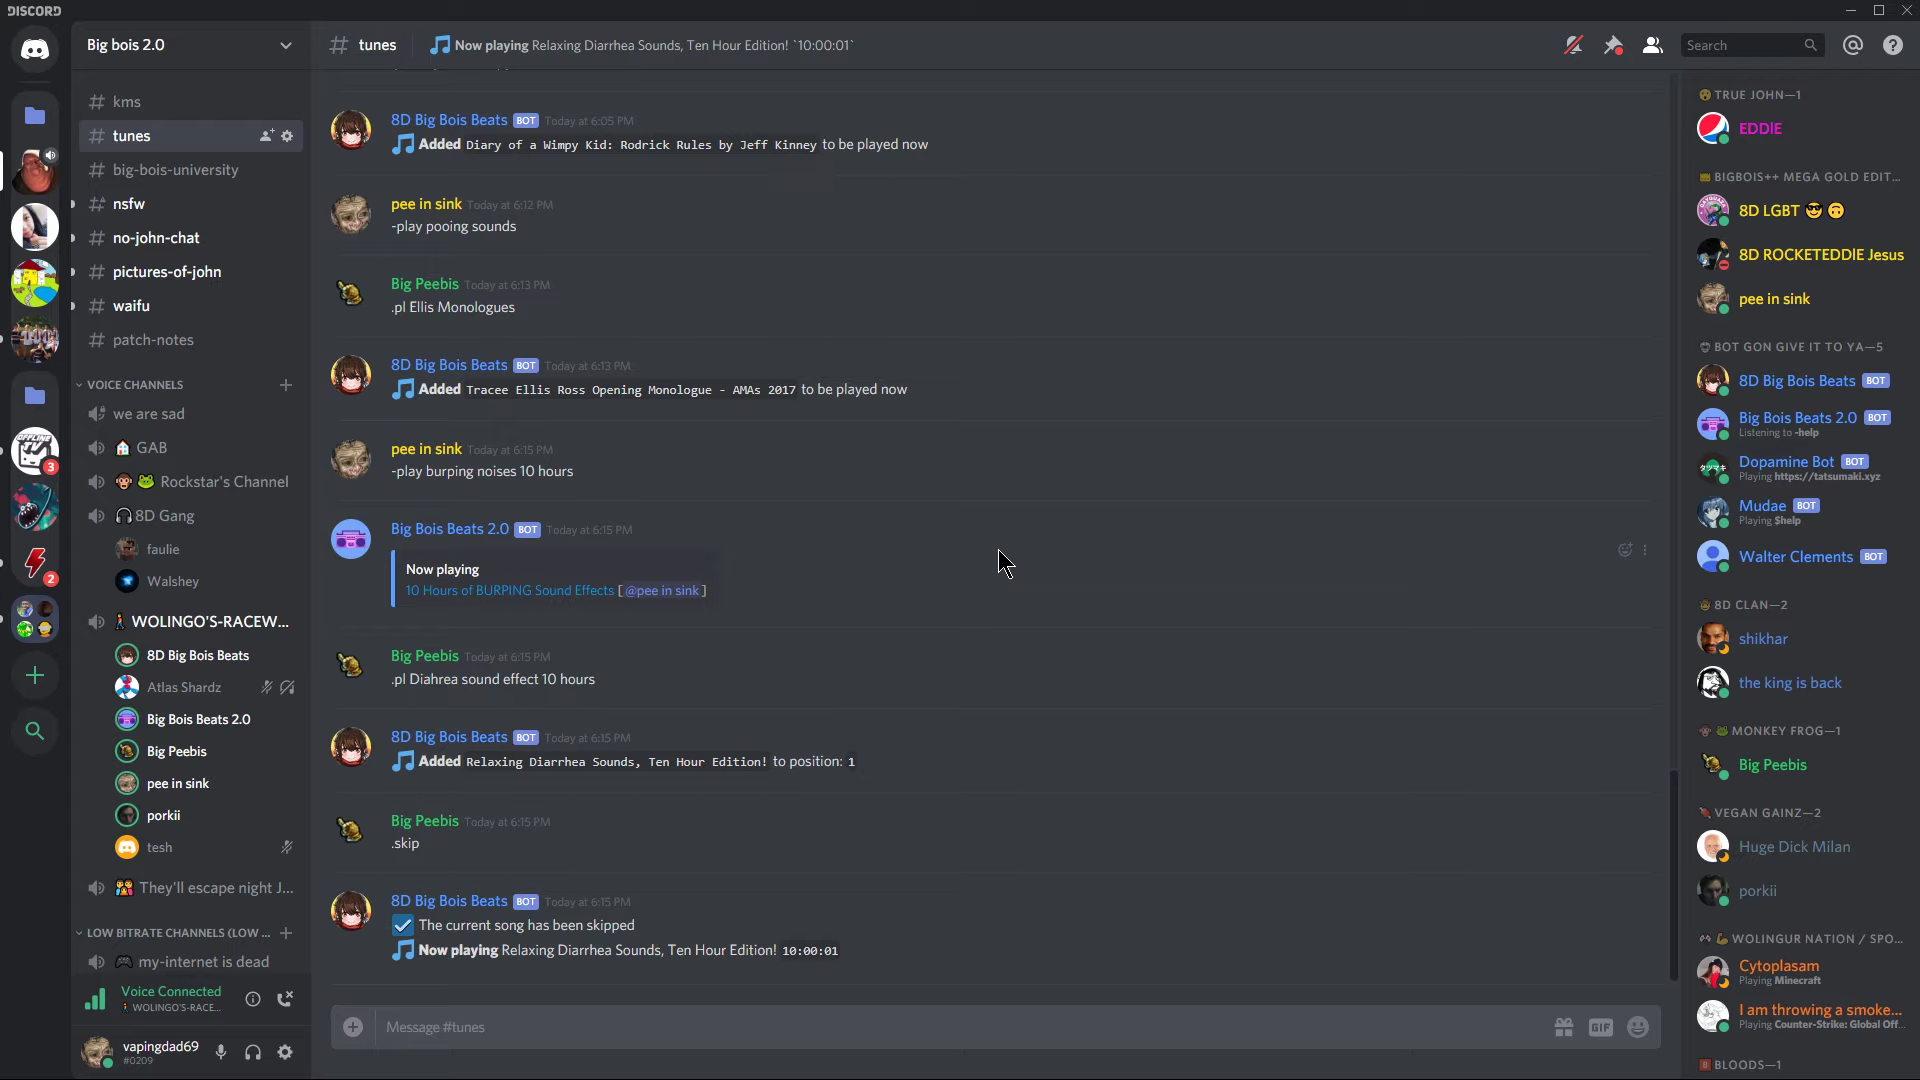 DISCORD
Big bois 2.0
tunes
Now playing Relaxing Diarrhea Sounds, Ten Hour Edition! `10:00:01`
Search
kms
tunes
big-bois-university
nsfw
no-john-chat
pictures-of-john
waifu
patch-notes
VOICE CHANNELS
we are sad
GAB
Rockstar's Channel
8D Gang
faulie
Walshey
WOLINGO'S-RACEW...
8D Big Bois Beats
Atlas Shardz
Big Bois Beats 2.0
Big Peebis
pee in sink
porkii
tesh
They'll escape night J...
LOW BITRATE CHANNELS (LOW ...
my-internet is dead
Voice Connected
WOLINGO'S-RACE...
vapingdad69
#0209
OFFLINE
TV
3
2
8D Big Bois Beats BOT Today at 6:05 PM
Added Diary of a Wimpy Kid: Rodrick Rules by Jeff Kinney to be played now
pee in sink Today at 6:12 PM
-play pooing sounds
Big Peebis Today at 6:13 PM
.pl Ellis Monologues
8D Big Bois Beats BOT Today at 6:13 PM
Added Tracee Ellis Ross Opening Monologue - AMAs 2017 to be played now
pee in sink Today at 6:15 PM
-play burping noises 10 hours
Big Bois Beats 2.0 BOT Today at 6:15 PM
Now playing
10 Hours of BURPING Sound Effects [@pee in sink]
Big Peebis Today at 6:15 PM
.pl Diahrea sound effect 10 hours
8D Big Bois Beats BOT Today at 6:15 PM
Added Relaxing Diarrhea Sounds, Ten Hour Edition! to position: 1
Big Peebis Today at 6:15 PM
.skip
8D Big Bois Beats BOT Today at 6:15 PM
The current song has been skipped
Now playing Relaxing Diarrhea Sounds, Ten Hour Edition! 10:00:01
Message #tunes
GIF
TRUE JOHN—1
EDDIE
BIGBOIS++ MEGA GOLD EDIT...
8D LGBT
8D ROCKETEDDIE Jesus
pee in sink
BOT GON GIVE IT TO YA—5
8D Big Bois Beats BOT
Big Bois Beats 2.0 BOT
Listening to -help
Dopamine Bot BOT
Playing https://tatsumaki.xyz
Mudae BOT
Playing $help
Walter Clements BOT
8D CLAN—2
shikhar
the king is back
MONKEY FROG—1
Big Peebis
VEGAN GAINZ—2
Huge Dick Milan
porkii
WOLINGUR NATION / SPO...
Cytoplasam
Playing Minecraft
I am throwing a smoke...
Playing Counter-Strike: Global Off...
BLOODS—1